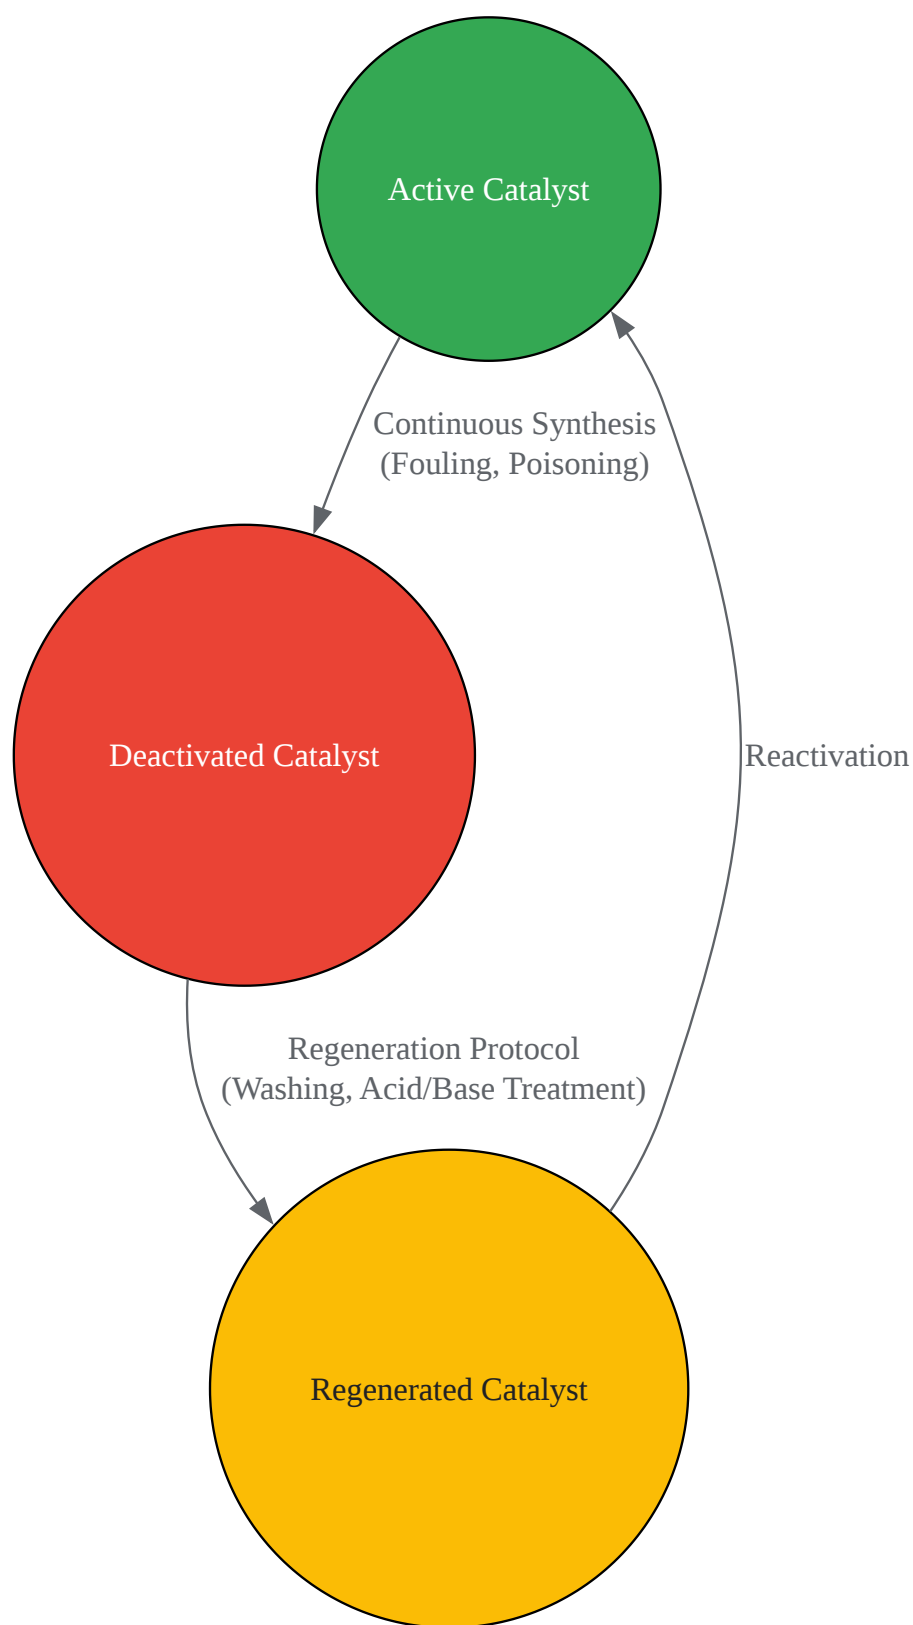 Active Catalyst
Continuous Synthesis
(Fouling, Poisoning)
Deactivated Catalyst
Reactivation
Regeneration Protocol
(Washing, Acid/Base Treatment)
Regenerated Catalyst